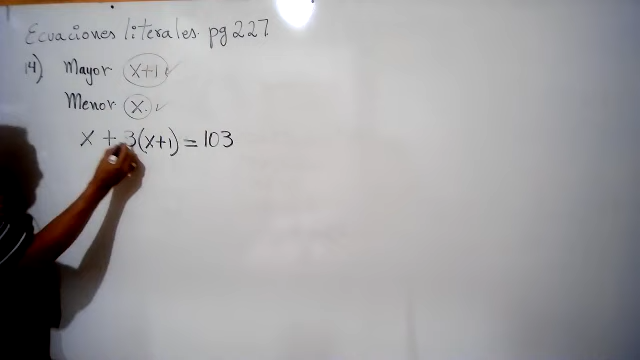 Ecuaciones literales. pg 227
14) Mayor x+1 ✓
Menor x. ✓
x + 3(x+1) = 103